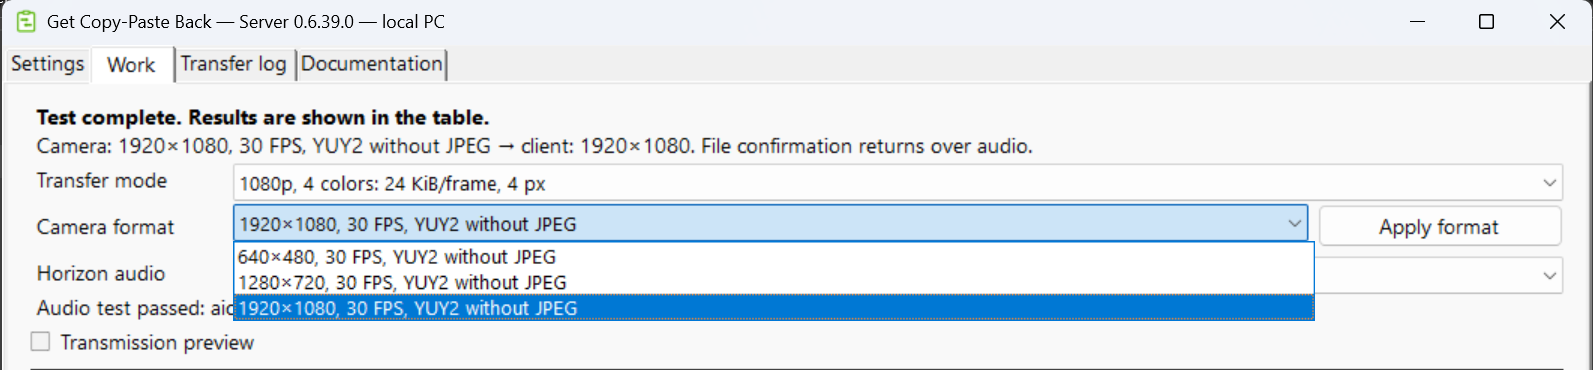 Get Copy-Paste Back — Server 0.6.39.0 — local PC
Settings Work Transfer log Documentation
Test complete. Results are shown in the table.
Camera: 1920×1080, 30 FPS, YUY2 without JPEG → client: 1920×1080. File confirmation returns over audio.
Transfer mode 1080p, 4 colors: 24 KiB/frame, 4 px
Camera format 1920×1080, 30 FPS, YUY2 without JPEG Apply format
640×480, 30 FPS, YUY2 without JPEG
Horizon audio 1280×720, 30 FPS, YUY2 without JPEG
Audio test passed: 1920×1080, 30 FPS, YUY2 without JPEG
Transmission preview